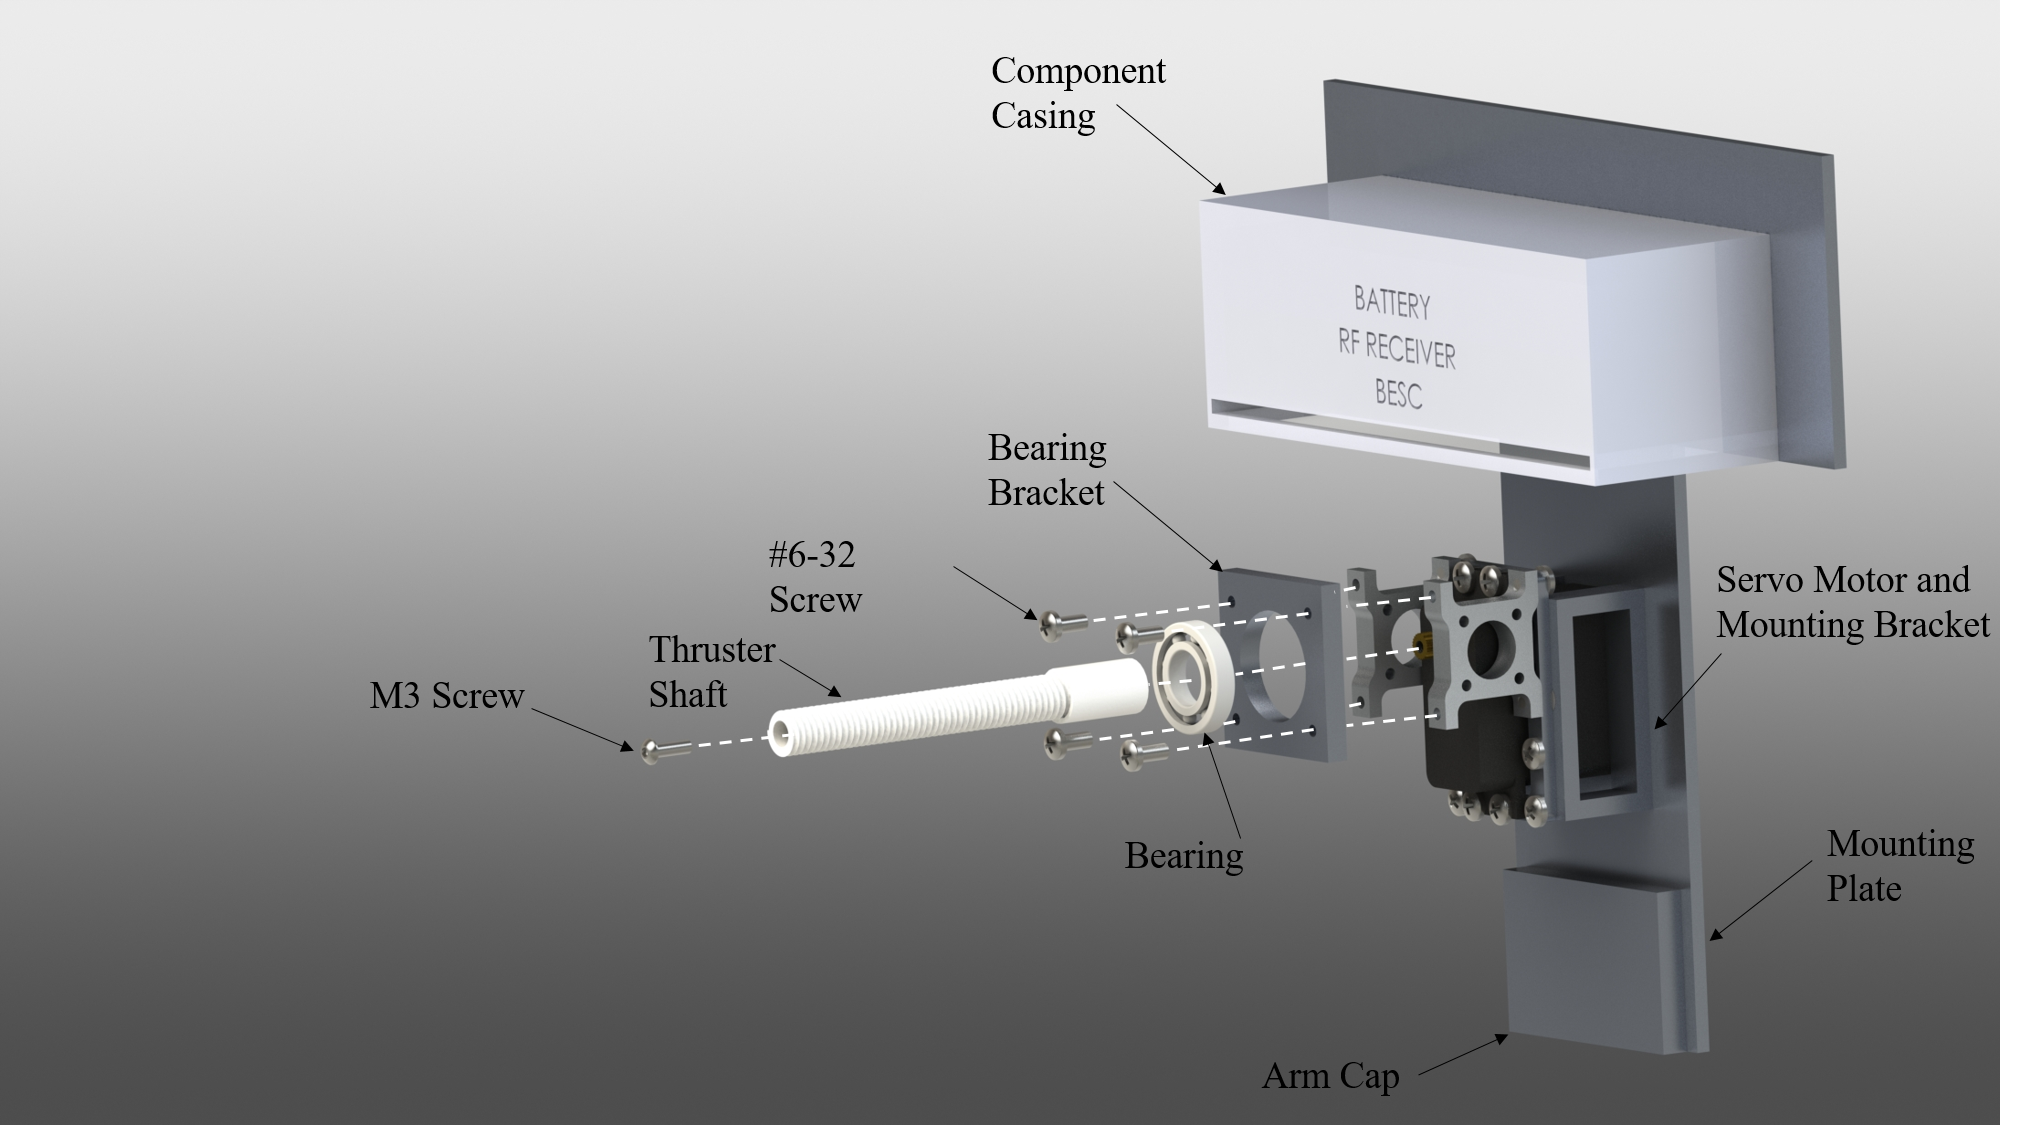 Component
Casing
BATTERY
RF RECEIVER
BESC
Bearing
Bracket
#6-32
Screw
Servo Motor and
Mounting Bracket
Thruster
Shaft
M3 Screw
Bearing
Mounting
Plate
Arm Cap